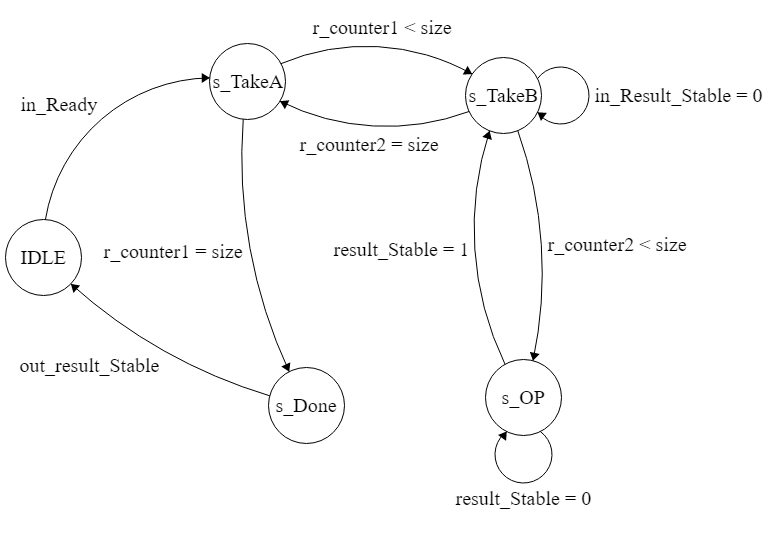 r_counter1 < size
s_TakeA
s_TakeB
in_Result_Stable = 0
in_Ready
r_counter2 = size
IDLE
r_counter1 = size
result_Stable = 1
r_counter2 < size
out_result_Stable
s_Done
s_OP
result_Stable = 0